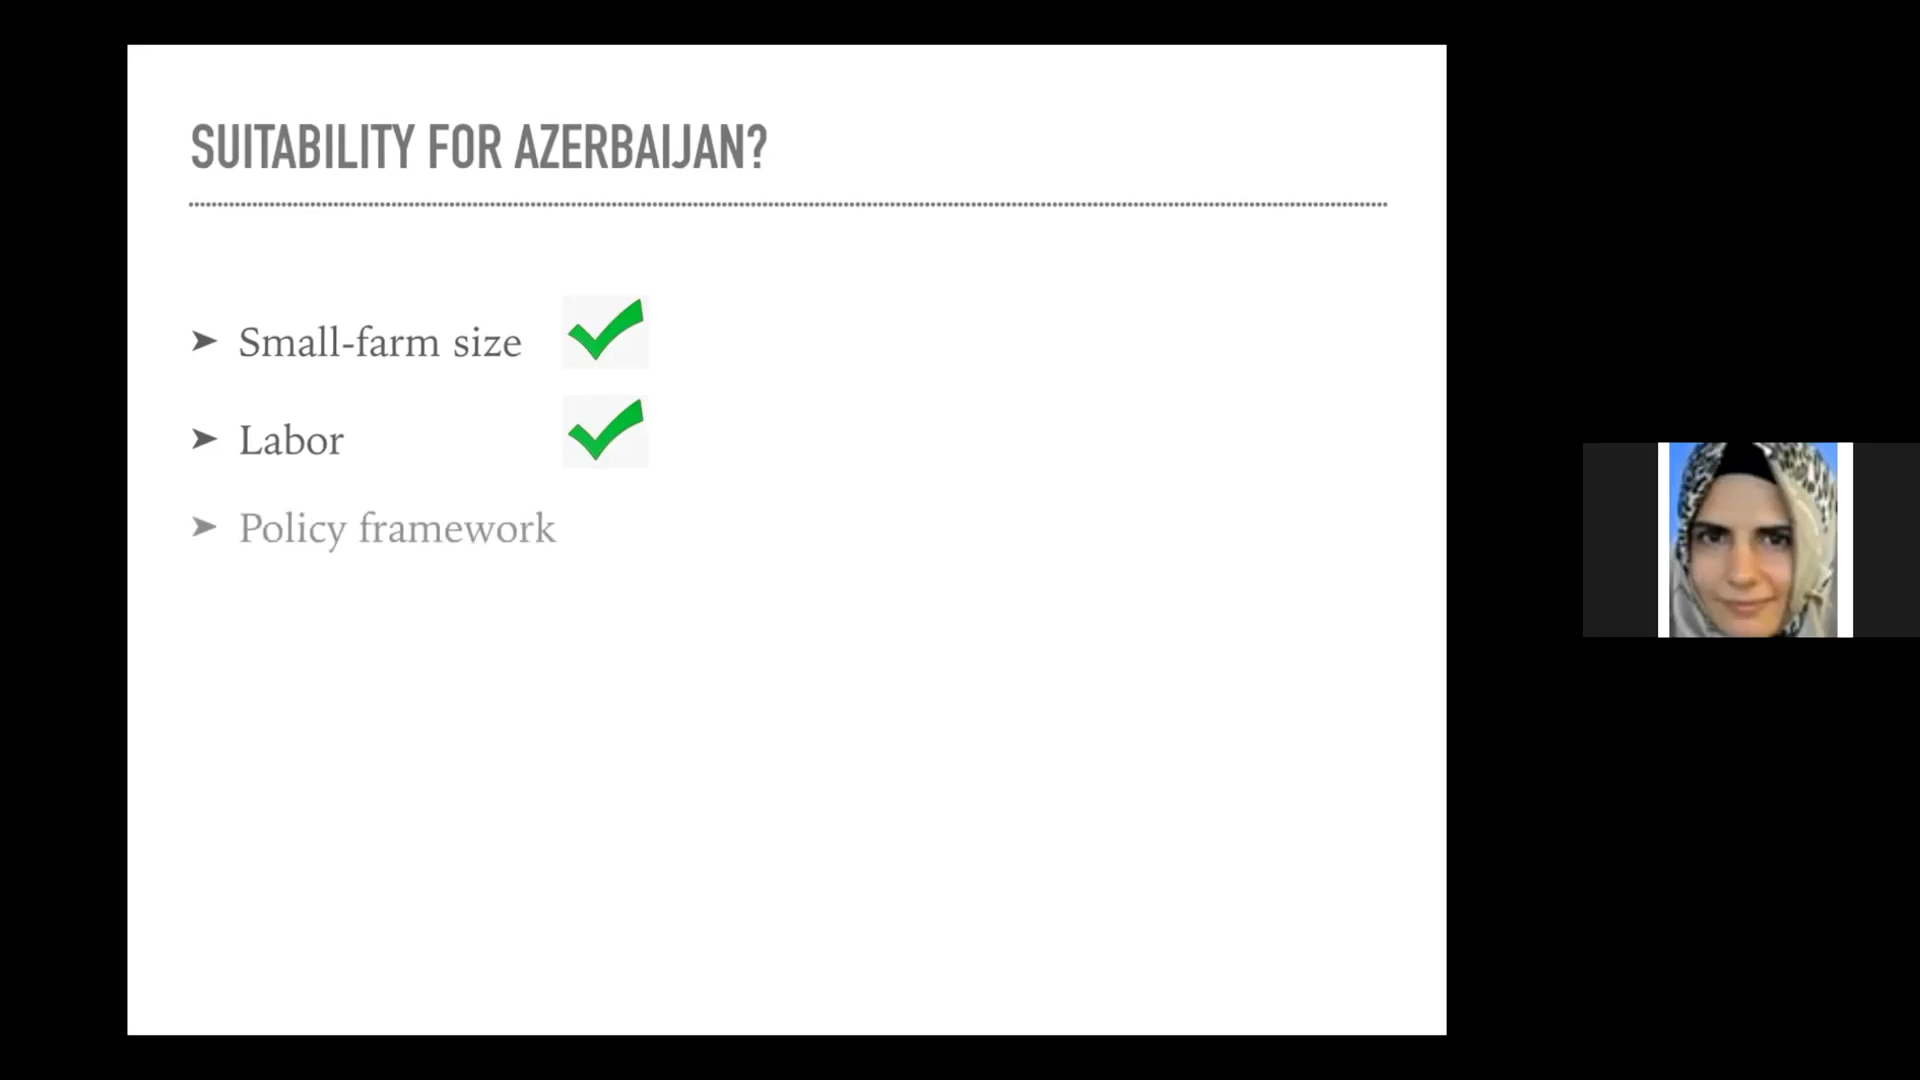 SUITABILITY FOR AZERBAIJAN?
➤ Small-farm size
➤ Labor
➤ Policy framework